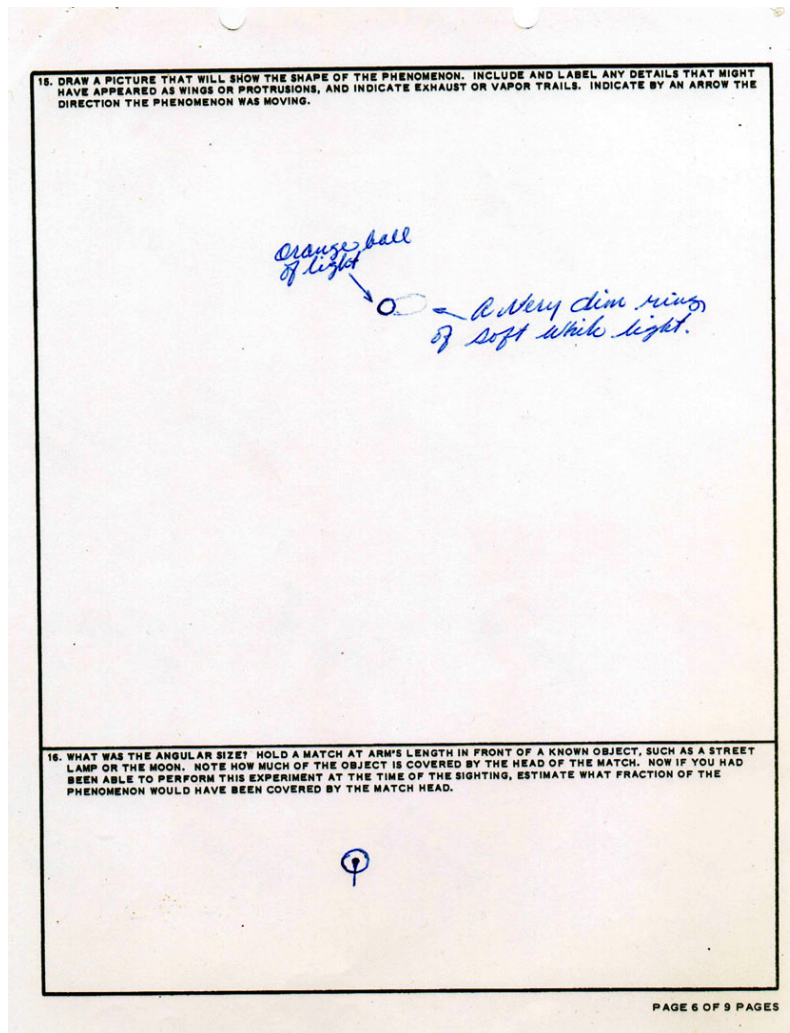 15. DRAW A PICTURE THAT WILL SHOW THE SHAPE OF THE PHENOMENON. INCLUDE AND LABEL ANY DETAILS THAT MIGHT
HAVE APPEARED AS WINGS OR PROTRUSIONS, AND INDICATE EXHAUST OR VAPOR TRAILS. INDICATE BY AN ARROW THE
DIRECTION THE PHENOMENON WAS MOVING.
Orange ball
of light
A Very dim ring
of soft while light.
16. WHAT WAS THE ANGULAR SIZE? HOLD A MATCH AT ARM'S LENGTH IN FRONT OF A KNOWN OBJECT, SUCH AS A STREET
LAMP OR THE MOON. NOTE HOW MUCH OF THE OBJECT IS COVERED BY THE HEAD OF THE MATCH. NOW IF YOU HAD
BEEN ABLE TO PERFORM THIS EXPERIMENT AT THE TIME OF THE SIGHTING, ESTIMATE WHAT FRACTION OF THE
PHENOMENON WOULD HAVE BEEN COVERED BY THE MATCH HEAD.
PAGE 6 OF 9 PAGES